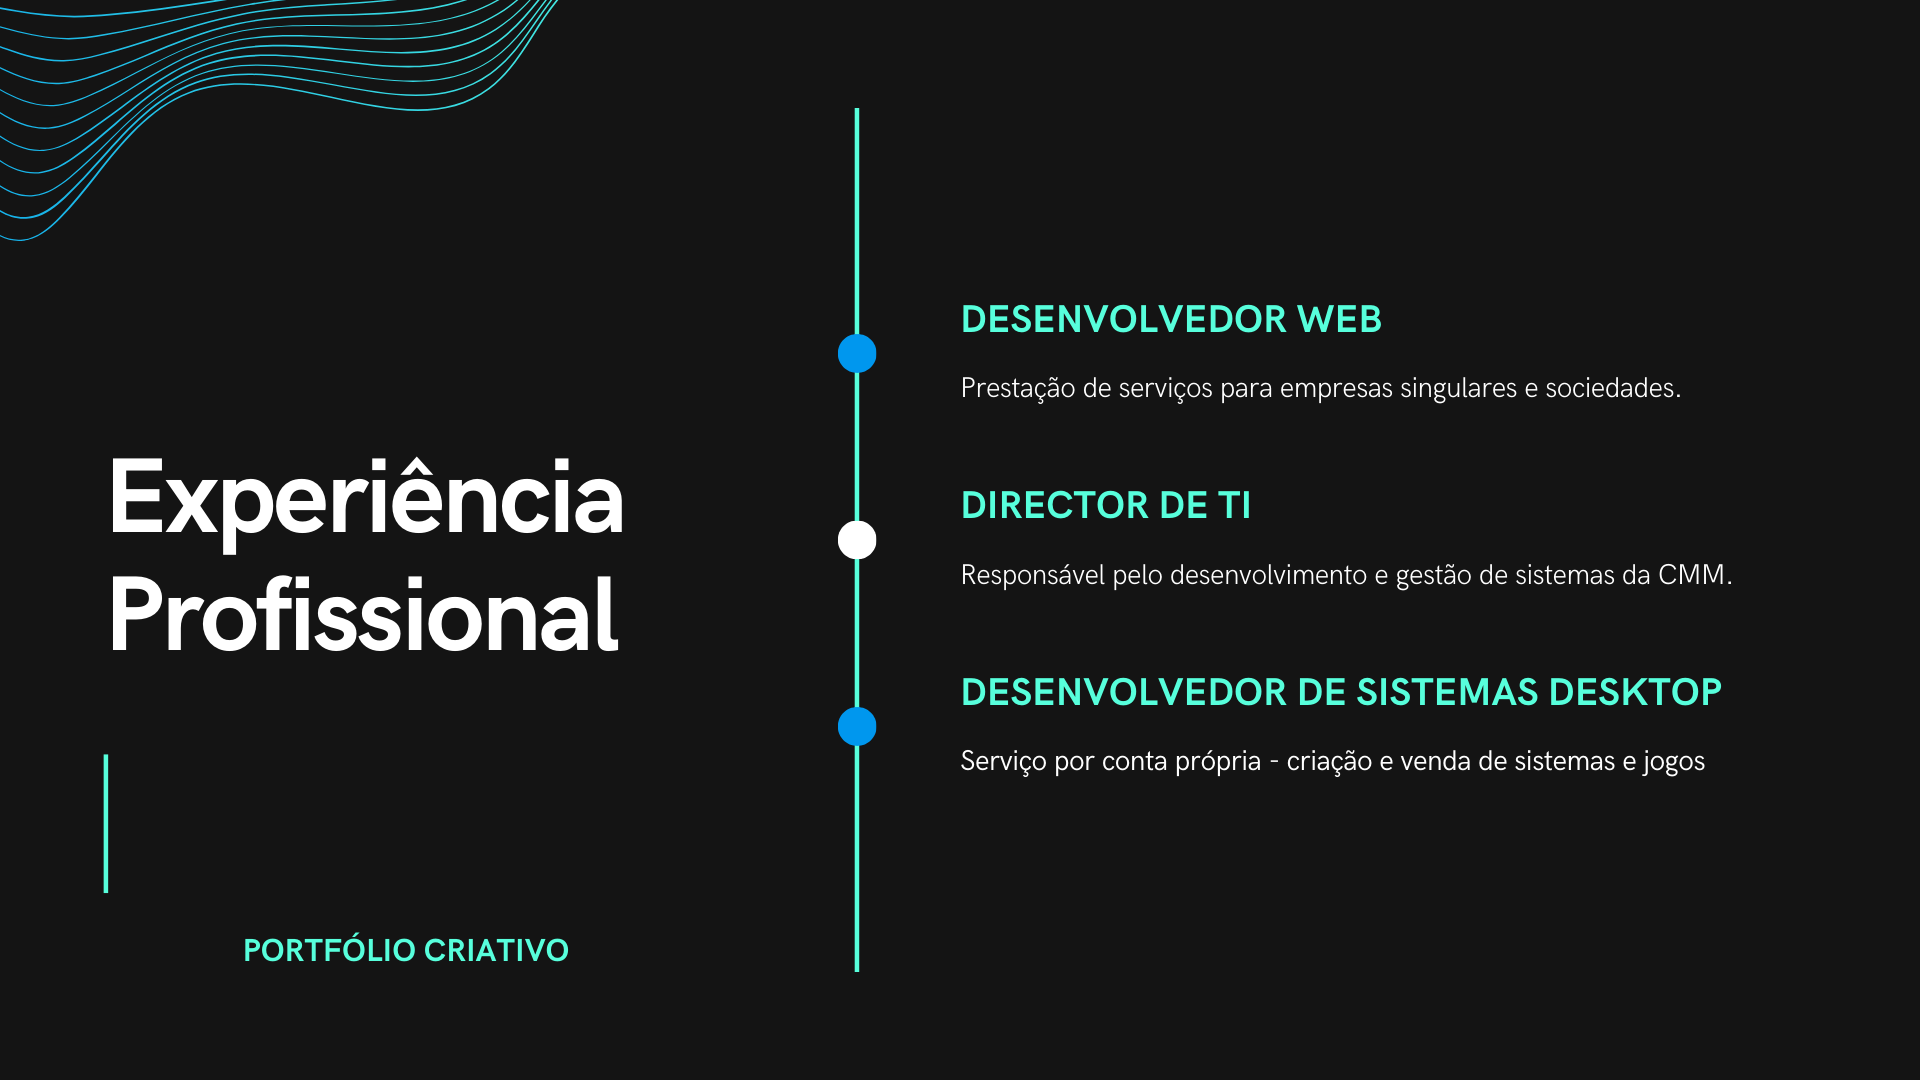 Experiência
Profissional
PORTFÓLIO CRIATIVO
DESENVOLVEDOR WEB
Prestação de serviços para empresas singulares e sociedades.
DIRECTOR DE TI
Responsável pelo desenvolvimento e gestão de sistemas da CMM.
DESENVOLVEDOR DE SISTEMAS DESKTOP
Serviço por conta própria - criação e venda de sistemas e jogos